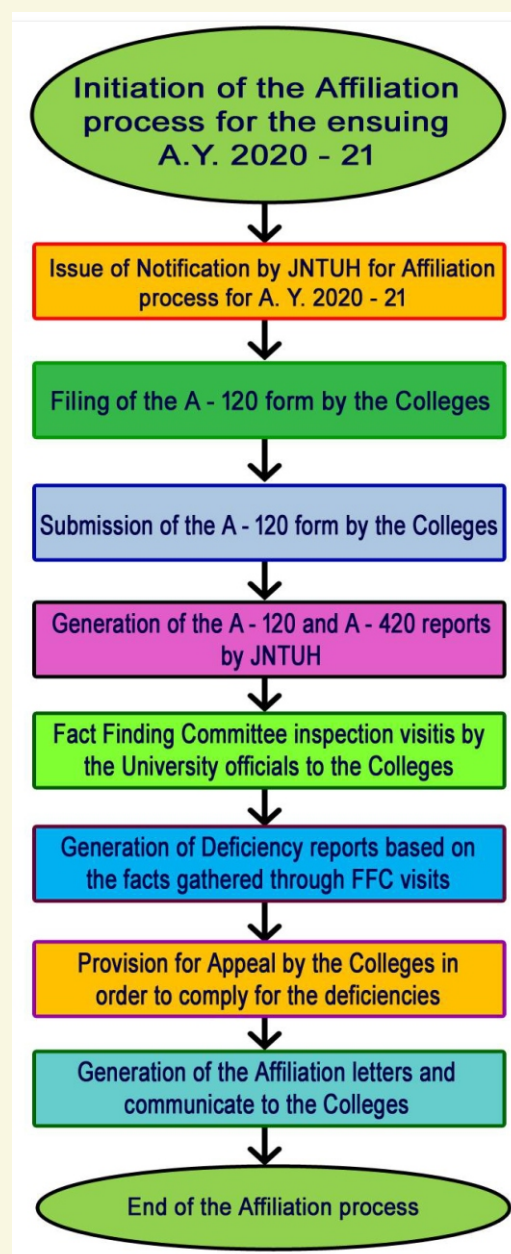 Initiation of the Affiliation
process for the ensuing
A.Y. 2020 - 21
Issue of Notification by JNTUH for Affiliation
process for A. Y. 2020 - 21
Filing of the A - 120 form by the Colleges
Submission of the A - 120 form by the Colleges
Generation of the A - 120 and A - 420 reports
by JNTUH
Fact Finding Committee inspection visitis by
the University officials to the Colleges
Generation of Deficiency reports based on
the facts gathered through FFC visits
Provision for Appeal by the Colleges in
order to comply for the deficiencies
Generation of the Affiliation letters and
communicate to the Colleges
End of the Affiliation process